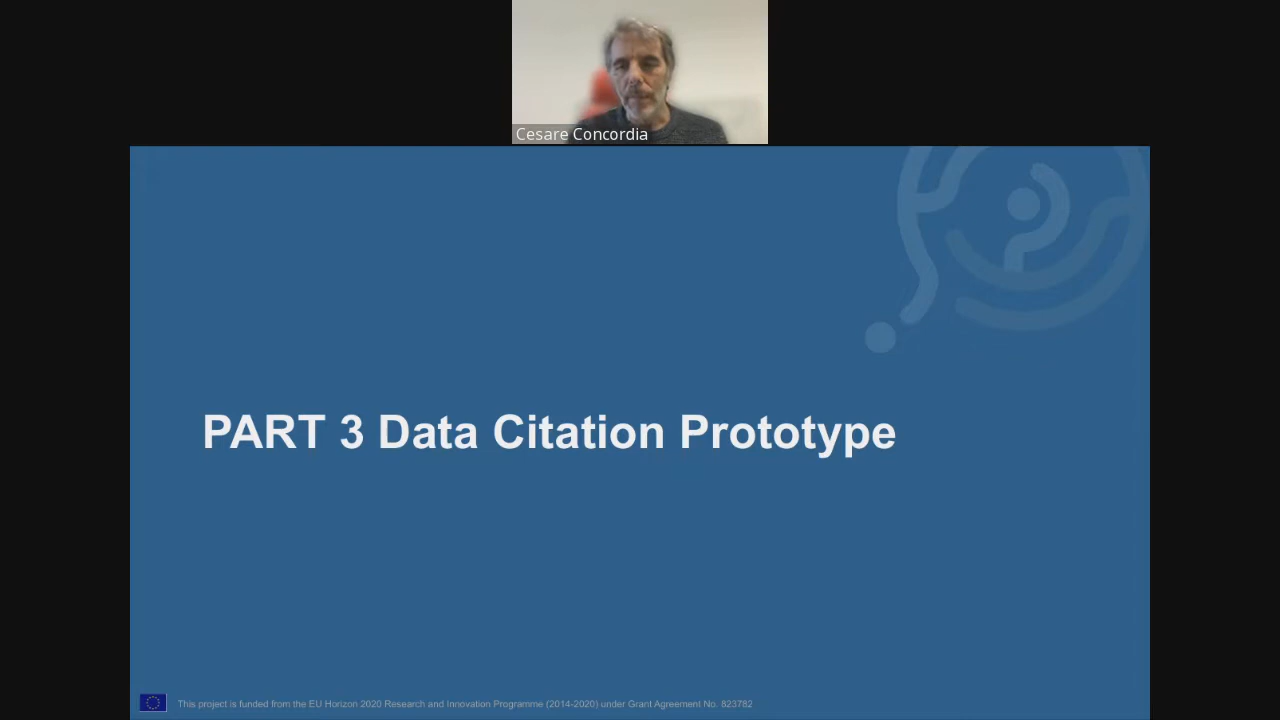 Cesare Concordia
PART 3 Data Citation Prototype
This project is funded from the EU Horizon 2020 Research and Innovation Programme (2014-2020) under Grant Agreement No. 823782